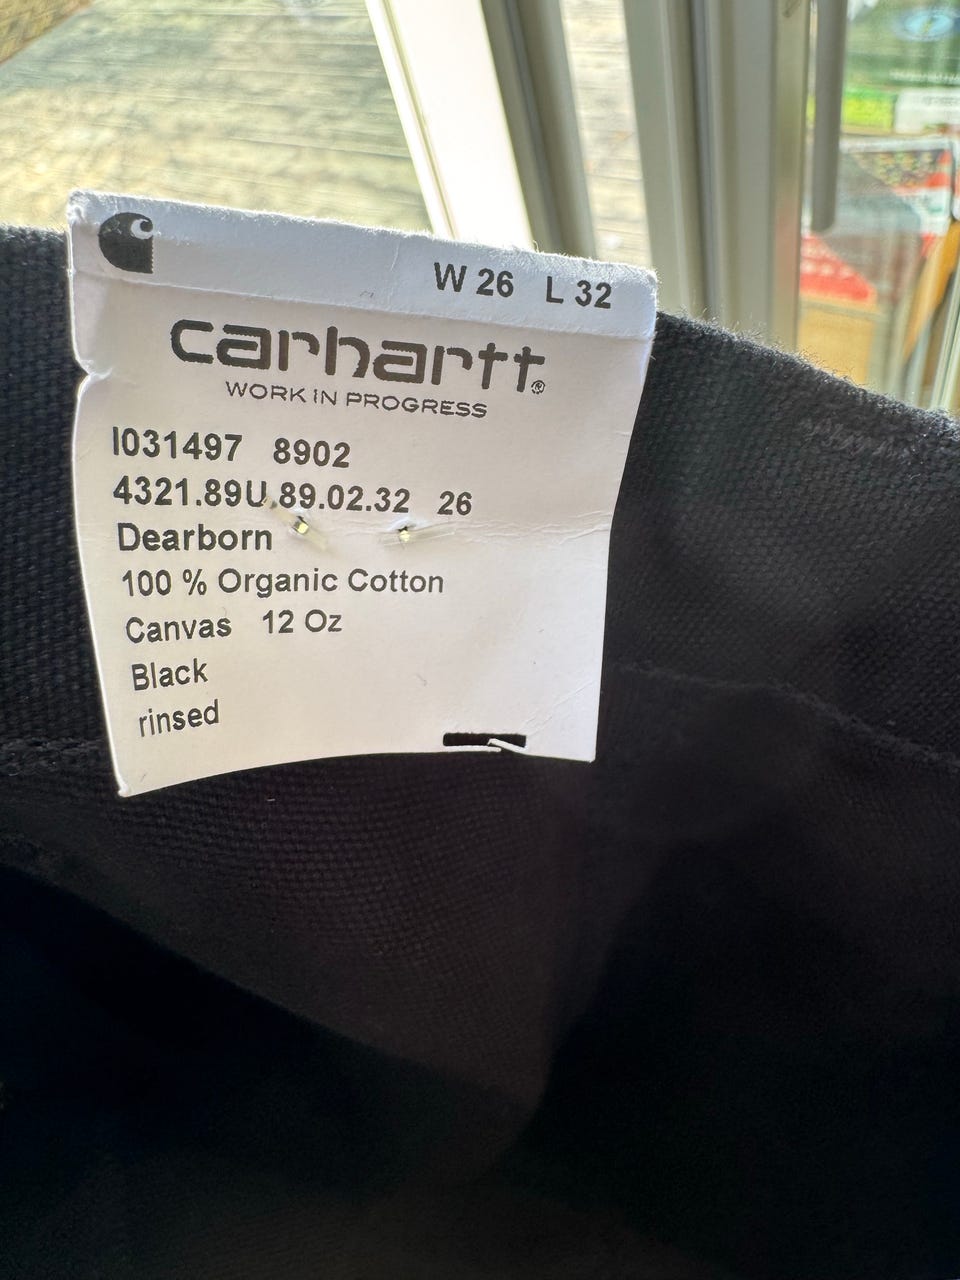 W 26 L 32
carhartt®
WORK IN PROGRESS
I031497 8902
4321.89U.89.02.32 26
Dearborn
100 % Organic Cotton
Canvas 12 Oz
Black
rinsed